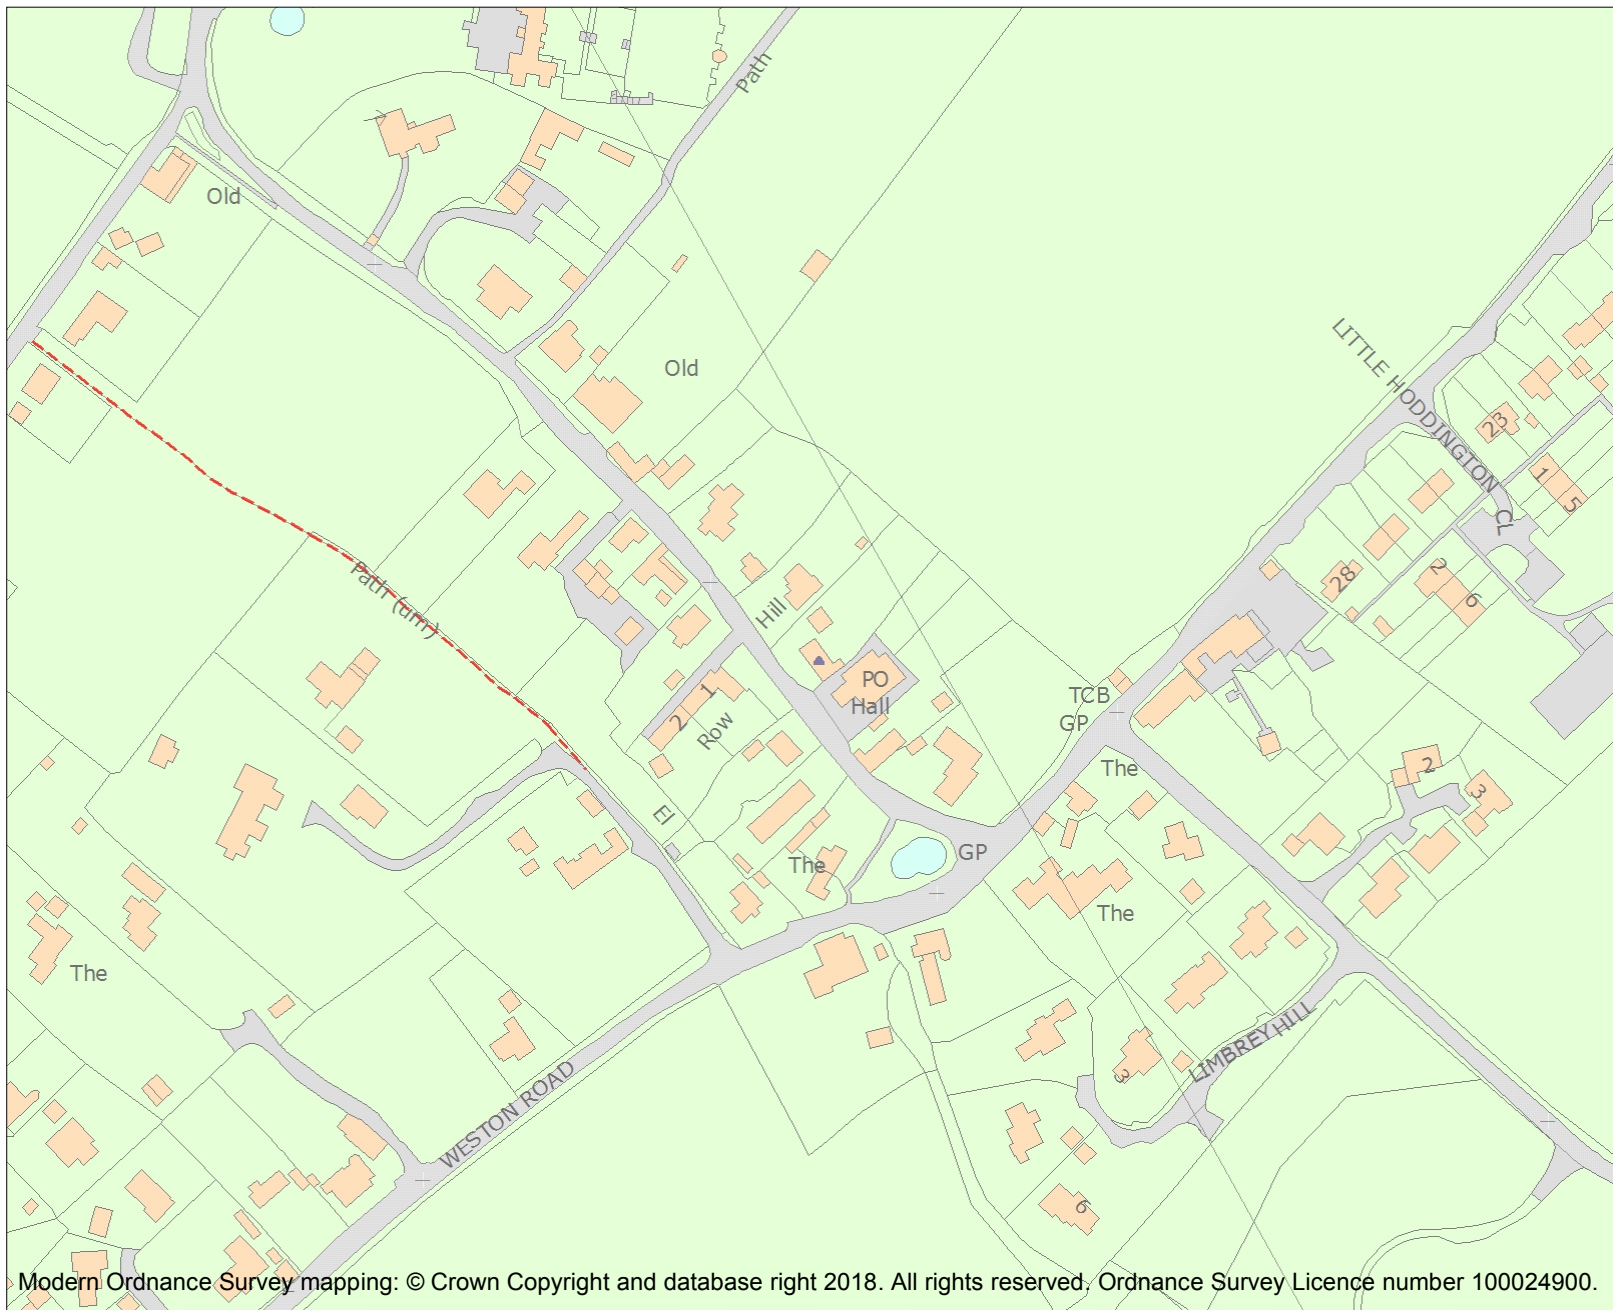 Path
7
Old
Old
LITTLE HODDINGTON CL
23
1
5
28
2
6
Path (um)
Hill
PO
Hall
1
2
Row
TCB
GP
The
2
3
El
The
GP
The
The
WESTON ROAD
LIMBREY HILL
3
6
Modern Ordnance Survey mapping: © Crown Copyright and database right 2018. All rights reserved. Ordnance Survey Licence number 100024900.